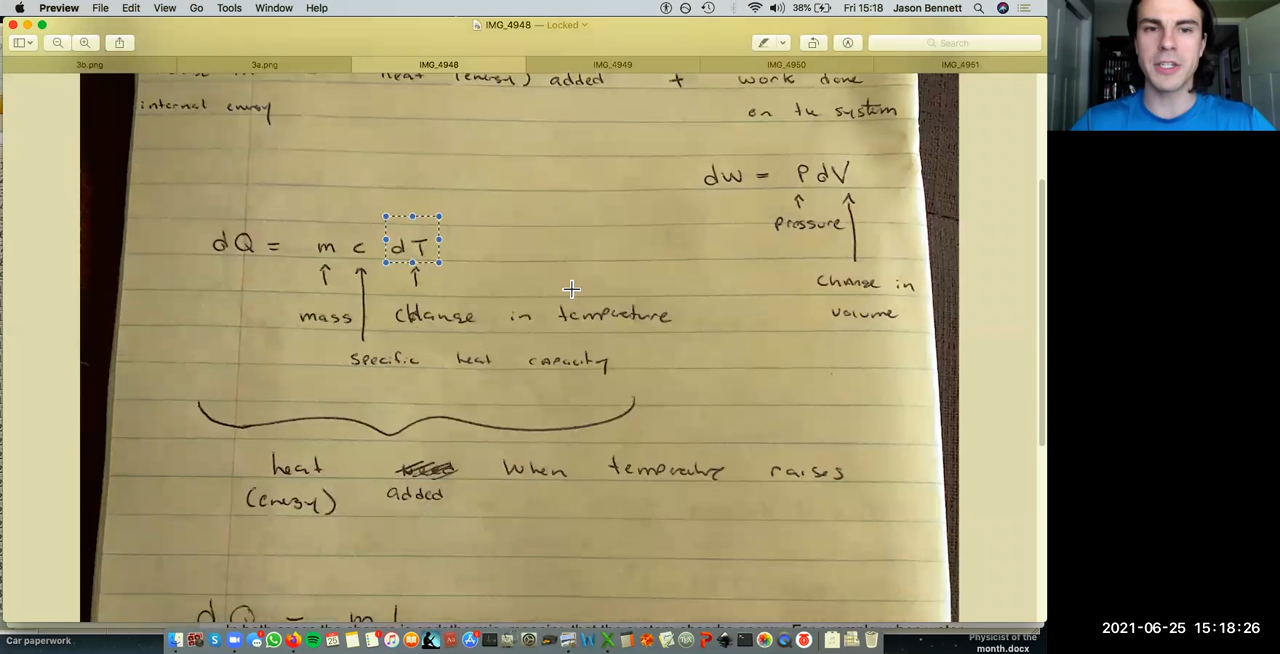 Preview File Edit View Go Tools Window Help
38% Fri 15:18 Jason Bennett
IMG_4948 — Locked
Search
3b.png 3a.png IMG_4948 IMG_4949 IMG_4950 IMG_4951
heat (energy) added + work done
internal energy
on the system
dW = PdV
pressure
change in
volume
dQ = m c dT
mass change in temperature
specific heat capacity
heat when temperature raises
(energy) added
dQ = m L
Car paperwork
Physicist of the
month.docx
2021-06-25 15:18:26